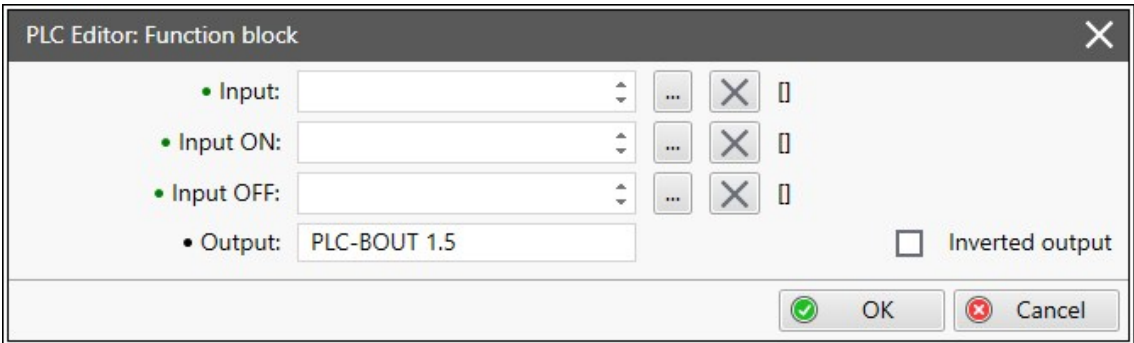 PLC Editor: Function block
• Input: ... []
• Input ON: ... []
• Input OFF: ... []
• Output: PLC-BOUT 1.5 Inverted output
OK Cancel